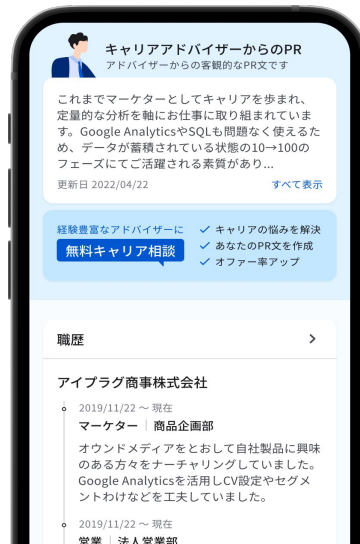 キャリアアドバイザーからのPR
アドバイザーからの客観的なPR文です
これまでマーケターとしてキャリアを歩まれ、
定量的な分析を軸にお仕事に取り組まれていま
す。Google AnalyticsやSQLも問題なく使えるた
め、データが蓄積されている状態の10→100の
フェーズにてご活躍される素質があり...
更新日 2022/04/22
すべて表示
経験豊富なアドバイザーに
無料キャリア相談
✓ キャリアの悩みを解決
✓ あなたのPR文を作成
✓ オファー率アップ
職歴
アイプラグ商事株式会社
2019/11/22 〜 現在
マーケター | 商品企画部
オウンドメディアをとおして自社製品に興味
のある方々をナーチャリングしていました。
Google Analyticsを活用しCV設定やセグメ
ントわけなどを工夫していました。
2019/11/22 〜 現在
営業 | 法人営業部